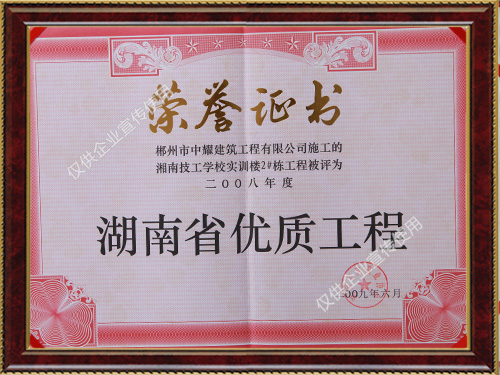 荣誉证书
郴州市中耀建筑工程有限公司施工的
湘南技工学校实训楼2#栋工程被评为
二00八年度
湖南省优质工程
二00九年六月
仅供企业宣传使用
仅供企业宣传使用